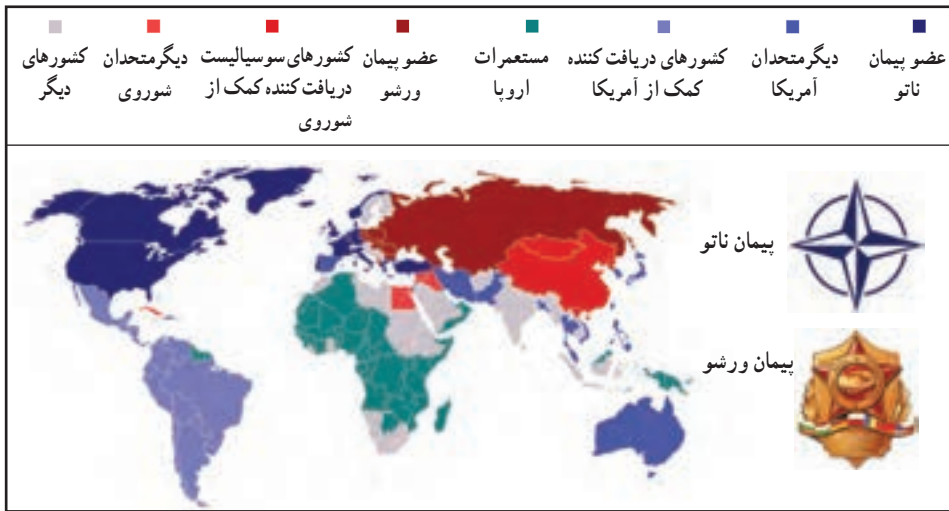 عضو پیمان ناتو
دیگرمتحدان آمریکا
کشورهای دریافت کننده کمک از آمریکا
مستعمرات اروپا
عضو پیمان ورشو
کشورهای سوسیالیست دریافت کننده کمک از شوروی
دیگرمتحدان شوروی
کشورهای دیگر
پیمان ناتو
پیمان ورشو